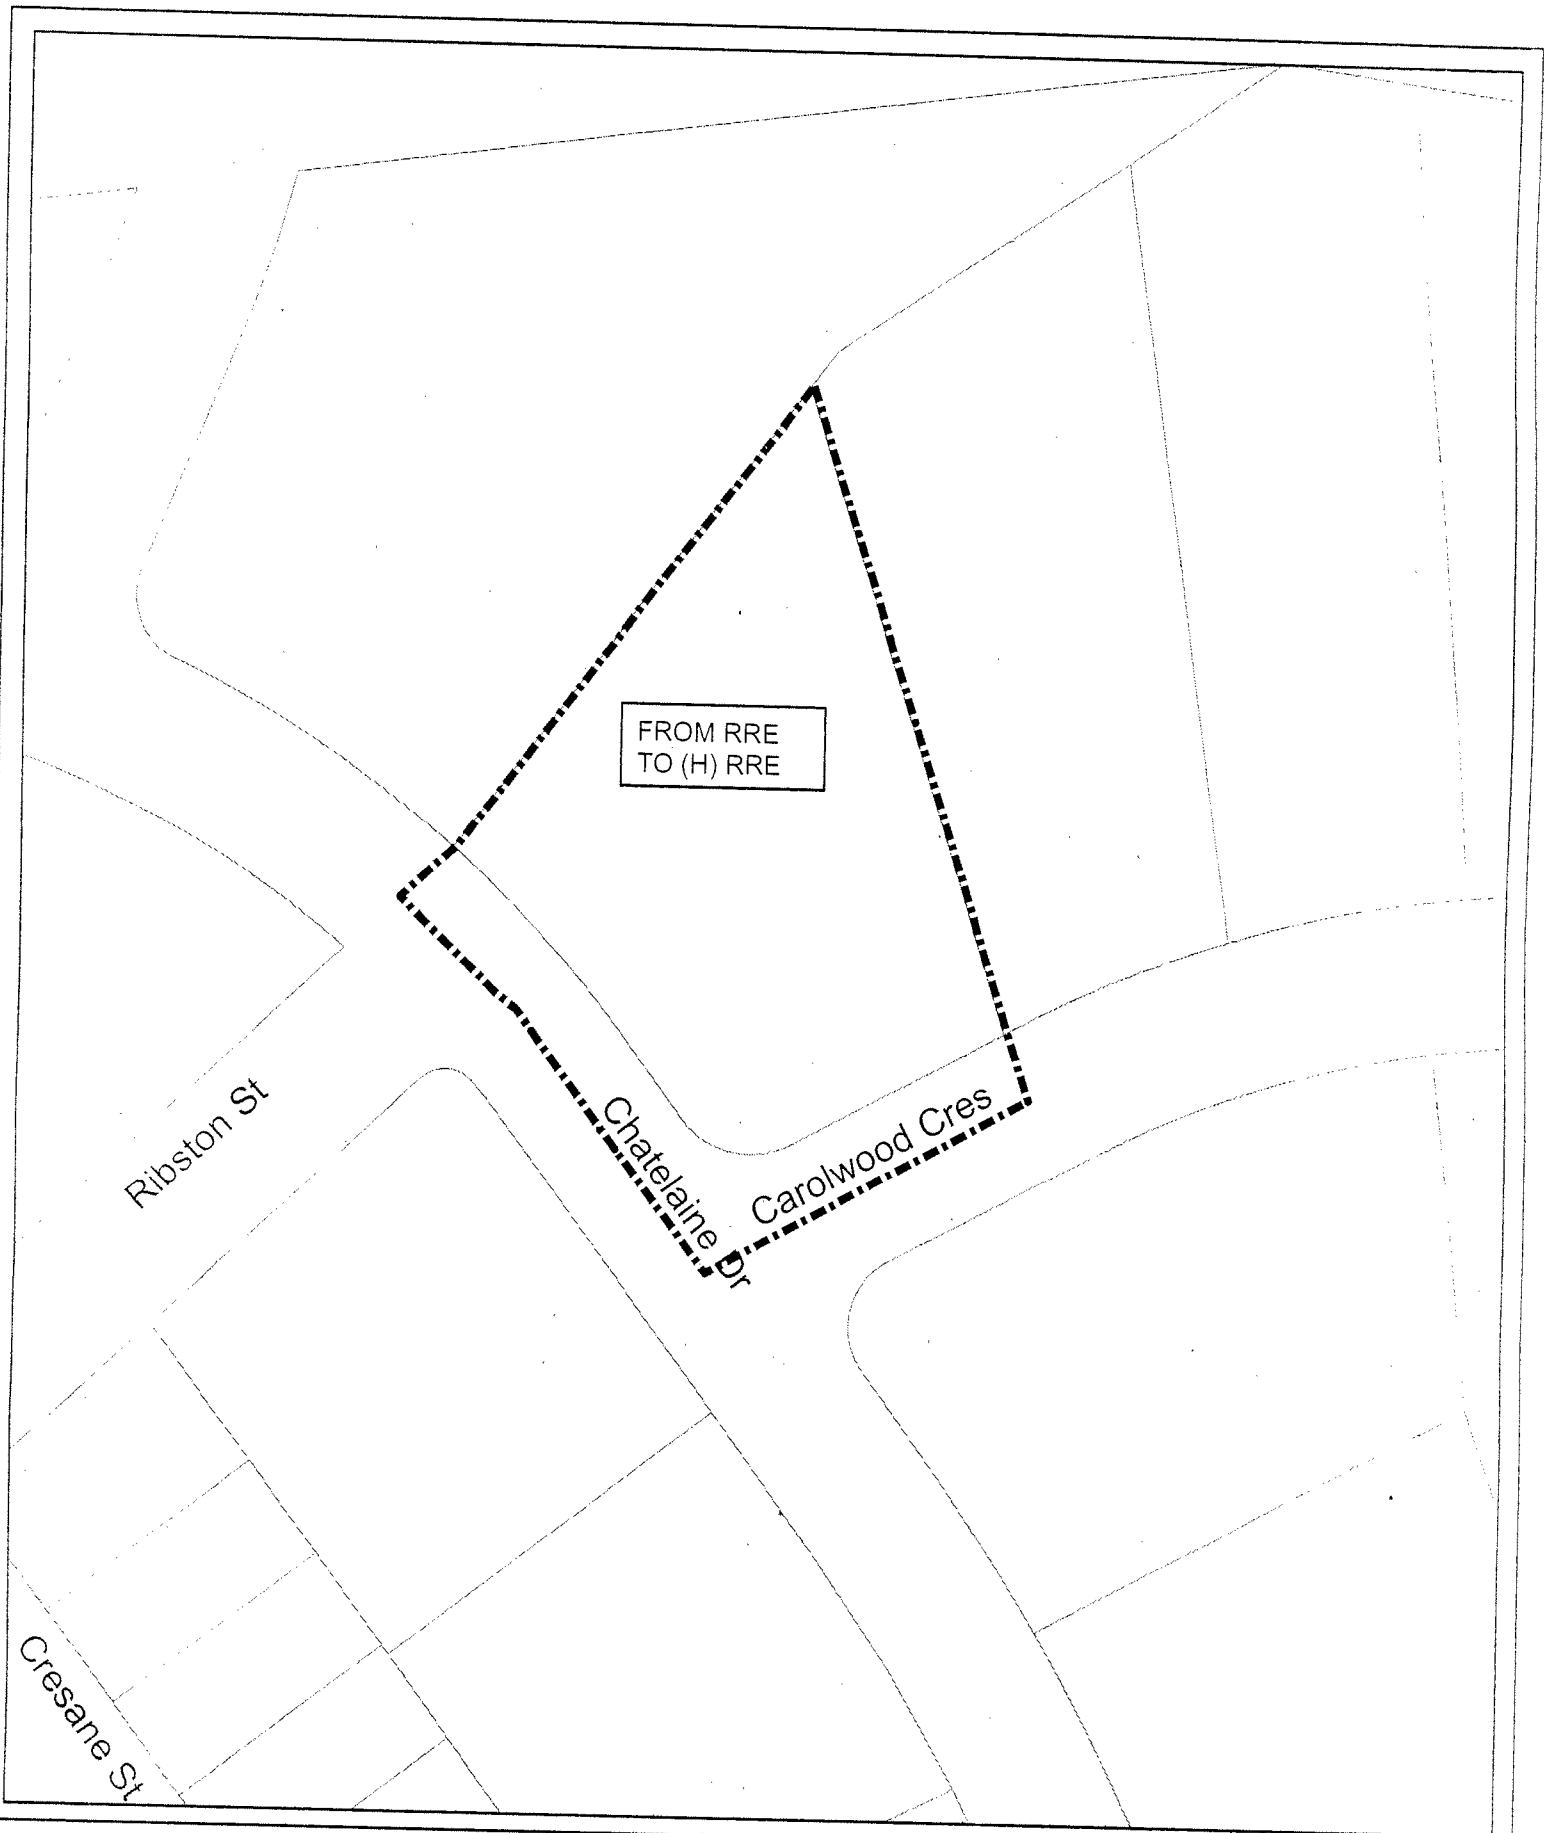 FROM RRE
TO (H) RRE
Ribston St
Chatelaine Dr
Carolwood Cres
Cresane St